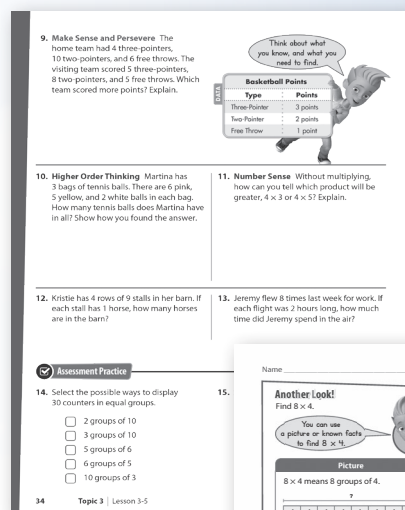 9. Make Sense and Persevere The
home team had 4 three-pointers,
10 two-pointers, and 6 free throws. The
visiting team scored 5 three-pointers,
8 two-pointers, and 5 free throws. Which
team scored more points? Explain.
Think about what
you know, and what you
need to find.
DATA
Basketball Points
Type Points
Three-Pointer 3 points
Two-Pointer 2 points
Free Throw 1 point
10. Higher Order Thinking Martina has
3 bags of tennis balls. There are 6 pink,
5 yellow, and 2 white balls in each bag.
How many tennis balls does Martina have
in all? Show how you found the answer.
11. Number Sense Without multiplying,
how can you tell which product will be
greater, 4 × 3 or 4 × 5? Explain.
12. Kristie has 4 rows of 9 stalls in her barn. If
each stall has 1 horse, how many horses
are in the barn?
13. Jeremy flew 8 times last week for work. If
each flight was 2 hours long, how much
time did Jeremy spend in the air?
Assessment Practice
14. Select the possible ways to display
30 counters in equal groups.
2 groups of 10
3 groups of 10
5 groups of 6
6 groups of 5
10 groups of 3
15.
34 Topic 3 | Lesson 3-5
Name
Another Look!
Find 8 × 4.
You can use
a picture or known facts
to find 8 × 4.
Picture
8 × 4 means 8 groups of 4.
?